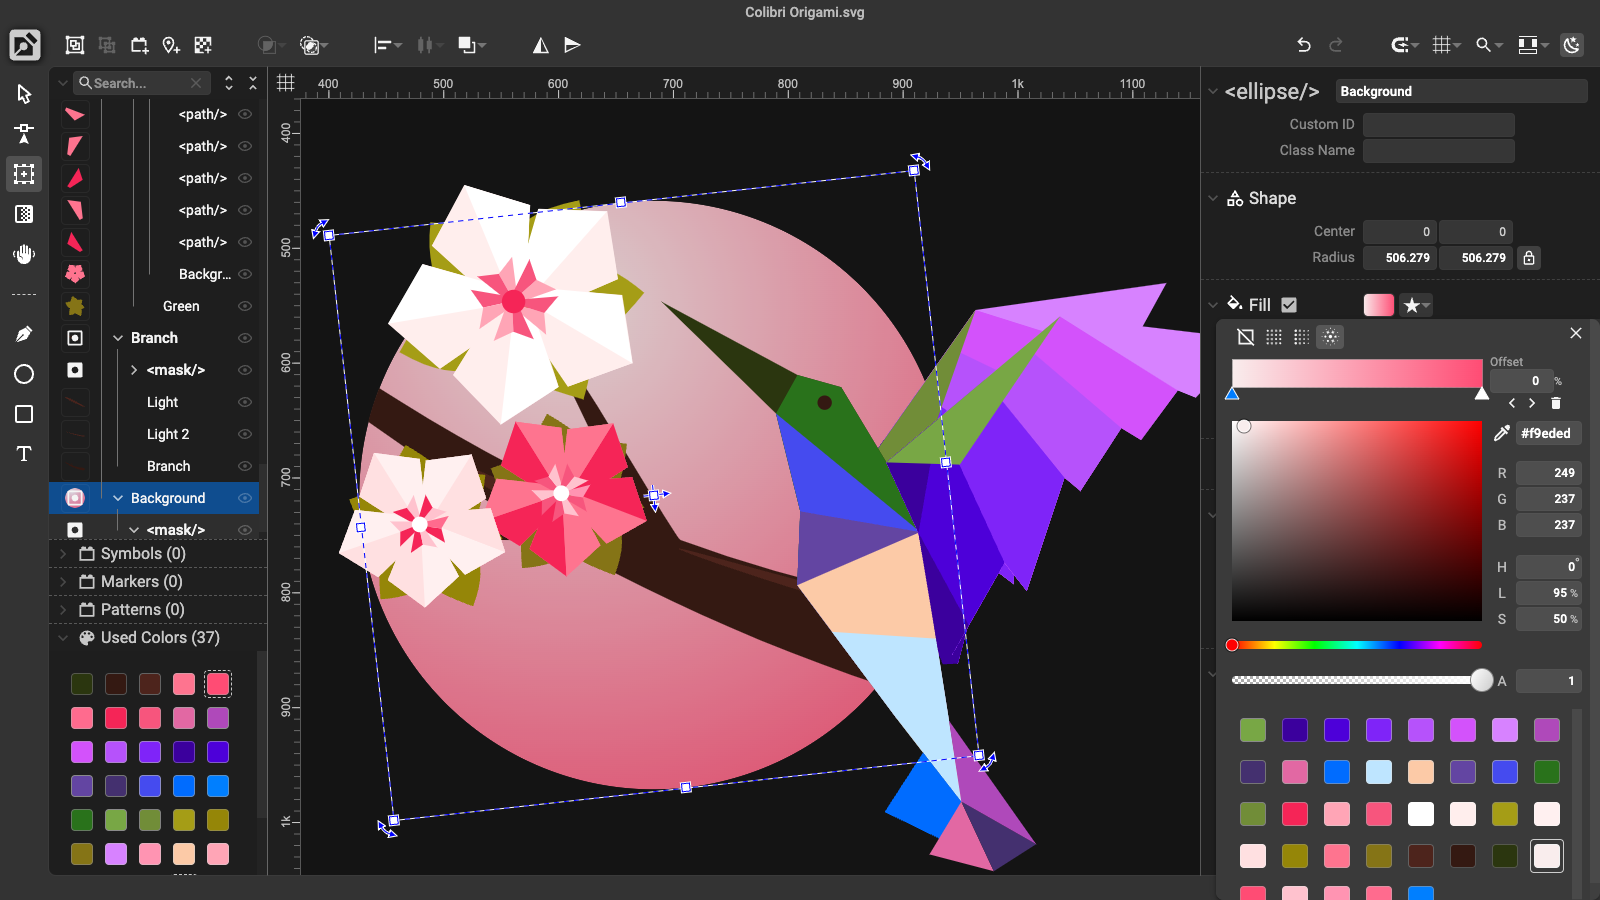 Colibri Origami.svg
Search...
400 500 600 700 800 900 1k 1100
<ellipse/> Background
<path/>
Custom ID
<path/>
Class Name
<path/>
Shape
<path/>
Center 0 0
<path/>
Radius 506.279 506.279
Backgr...
Green
Fill
Branch
Offset
<mask/>
0 %
Light
Light 2
#f9eded
Branch
R 249
Background
G 237
<mask/>
B 237
Symbols (0)
H 0°
Markers (0)
L 95 %
Patterns (0)
S 50 %
Used Colors (37)
A 1
400
500
600
700
800
900
1k
T